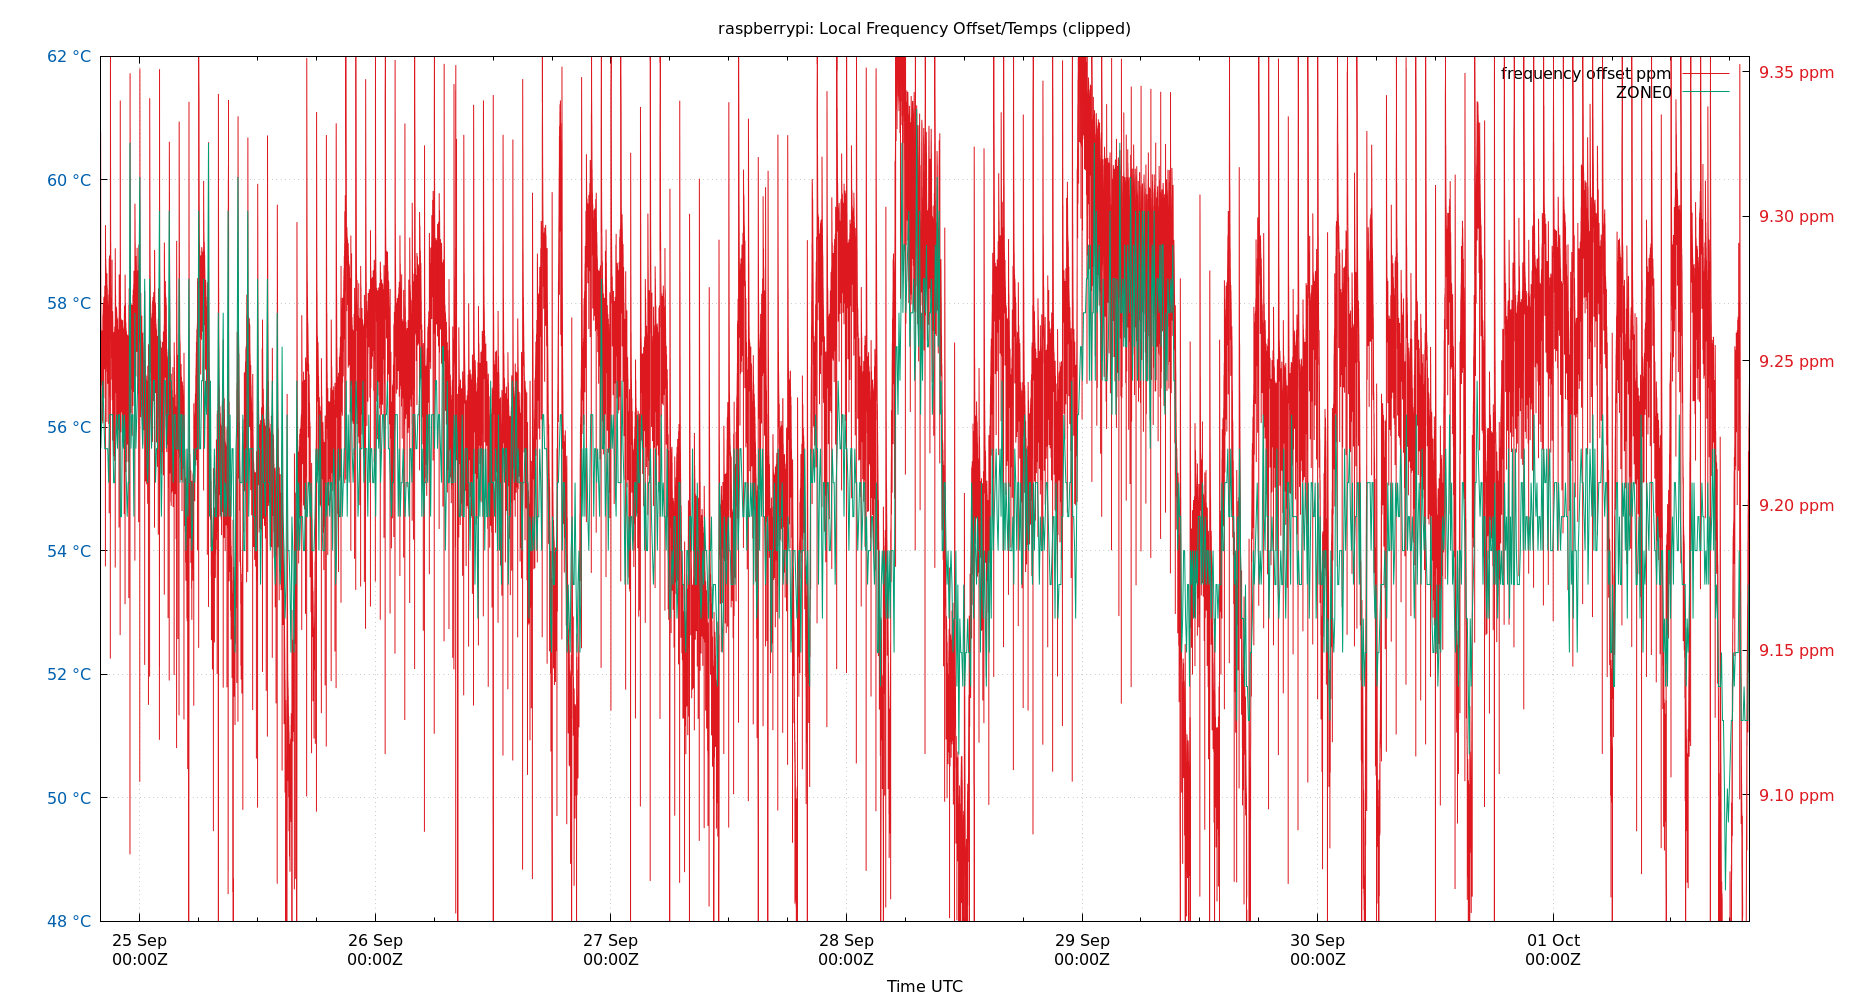 raspberrypi: Local Frequency Offset/Temps (clipped)
62 °C
60 °C
58 °C
56 °C
54 °C
52 °C
50 °C
48 °C
frequency offset ppm
ZONE0
9.35 ppm
9.30 ppm
9.25 ppm
9.20 ppm
9.15 ppm
9.10 ppm
25 Sep
00:00Z
26 Sep
00:00Z
27 Sep
00:00Z
28 Sep
00:00Z
29 Sep
00:00Z
30 Sep
00:00Z
01 Oct
00:00Z
Time UTC